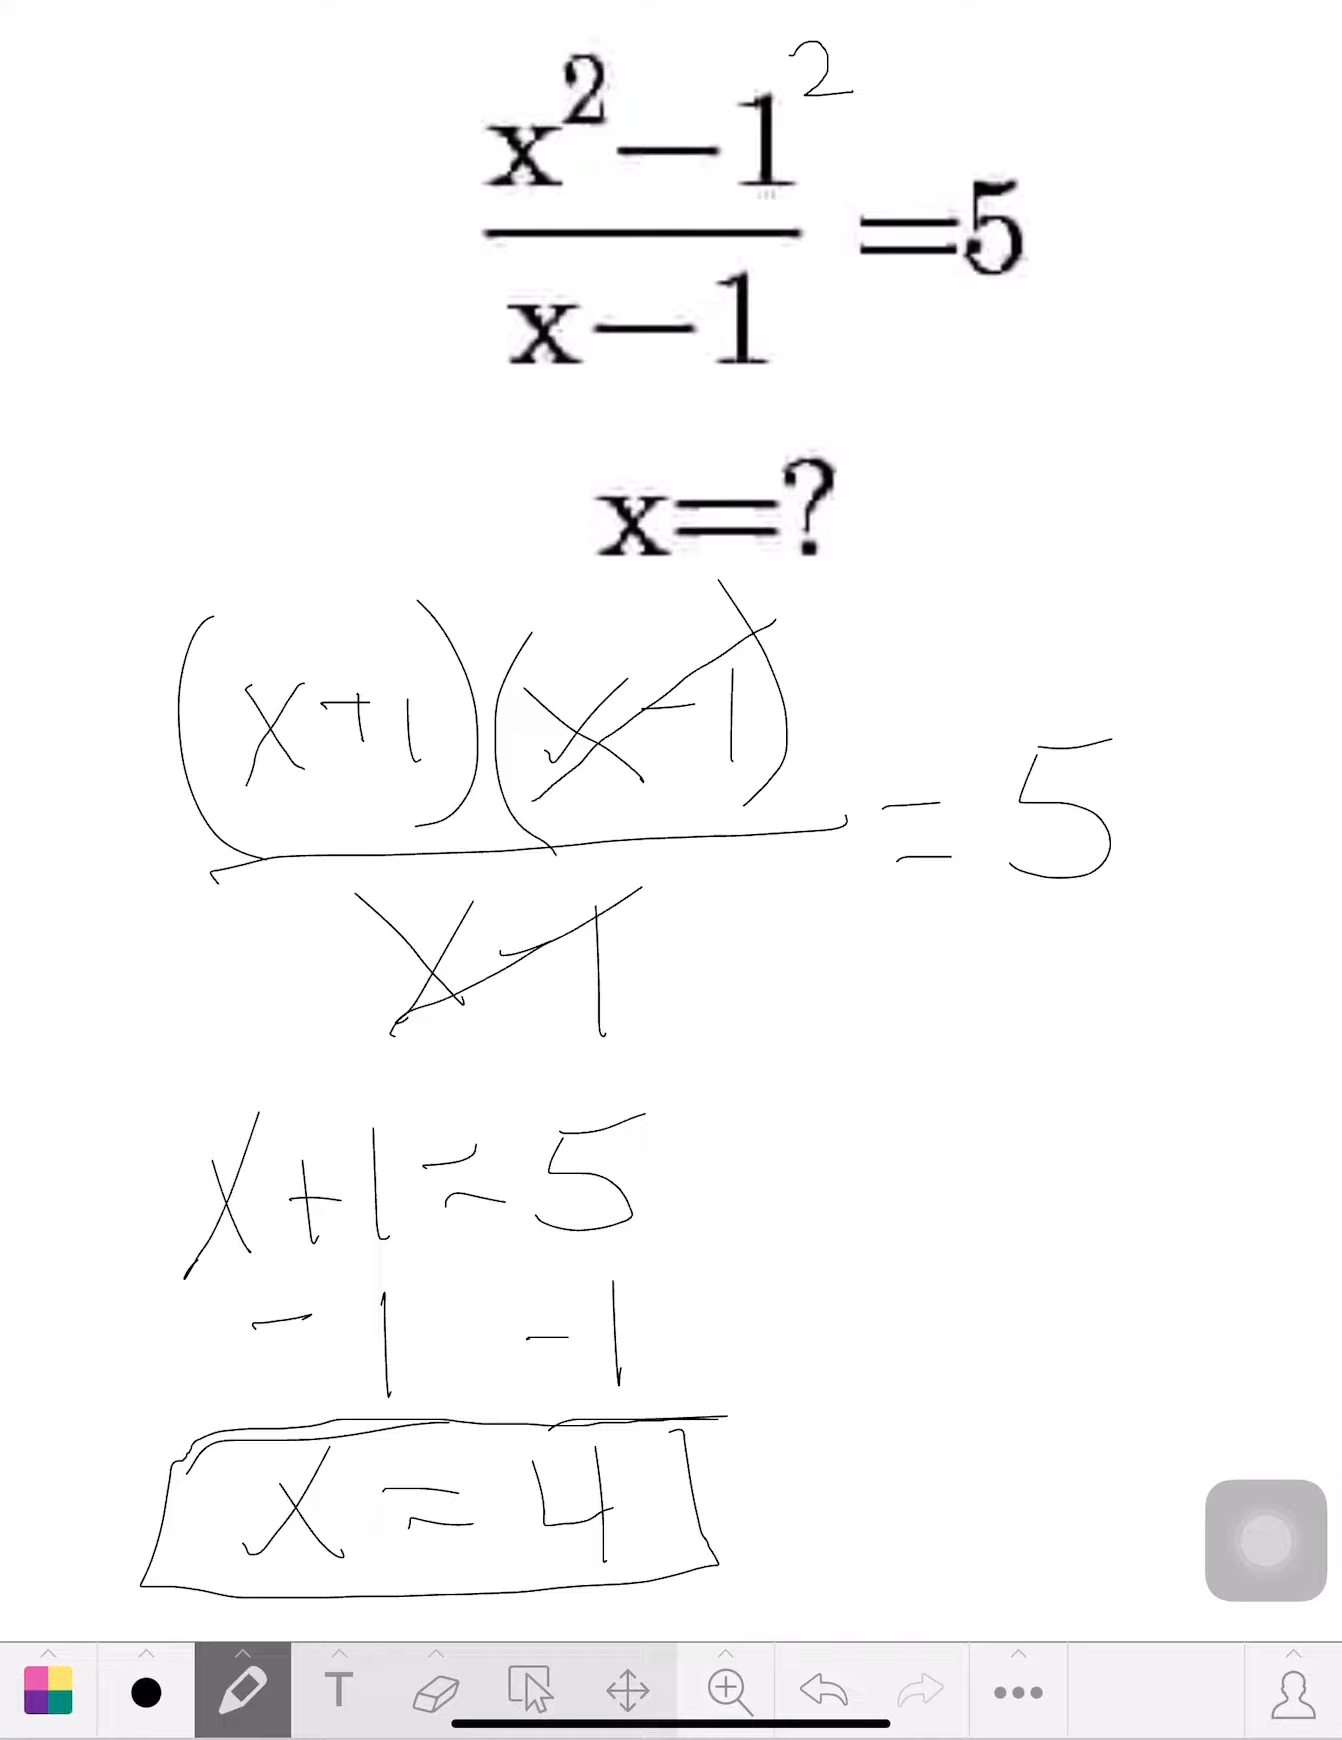 x² − 1²
x − 1
=5
x=?
(x+1)(x-1)
x-1
= 5
x+1=5
-1 -1
x = 4
T